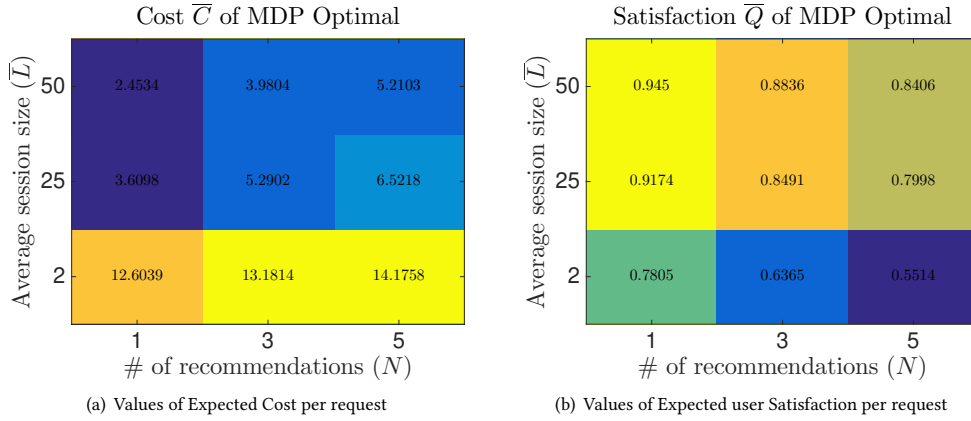 Cost C̅ of MDP Optimal
Average session size (L̅)
50
25
2
2.4534 3.9804 5.2103
3.6098 5.2902 6.5218
12.6039 13.1814 14.1758
1 3 5
# of recommendations (N)
(a) Values of Expected Cost per request
Satisfaction Q̅ of MDP Optimal
Average session size (L̅)
50
25
2
0.945 0.8836 0.8406
0.9174 0.8491 0.7998
0.7805 0.6365 0.5514
1 3 5
# of recommendations (N)
(b) Values of Expected user Satisfaction per request